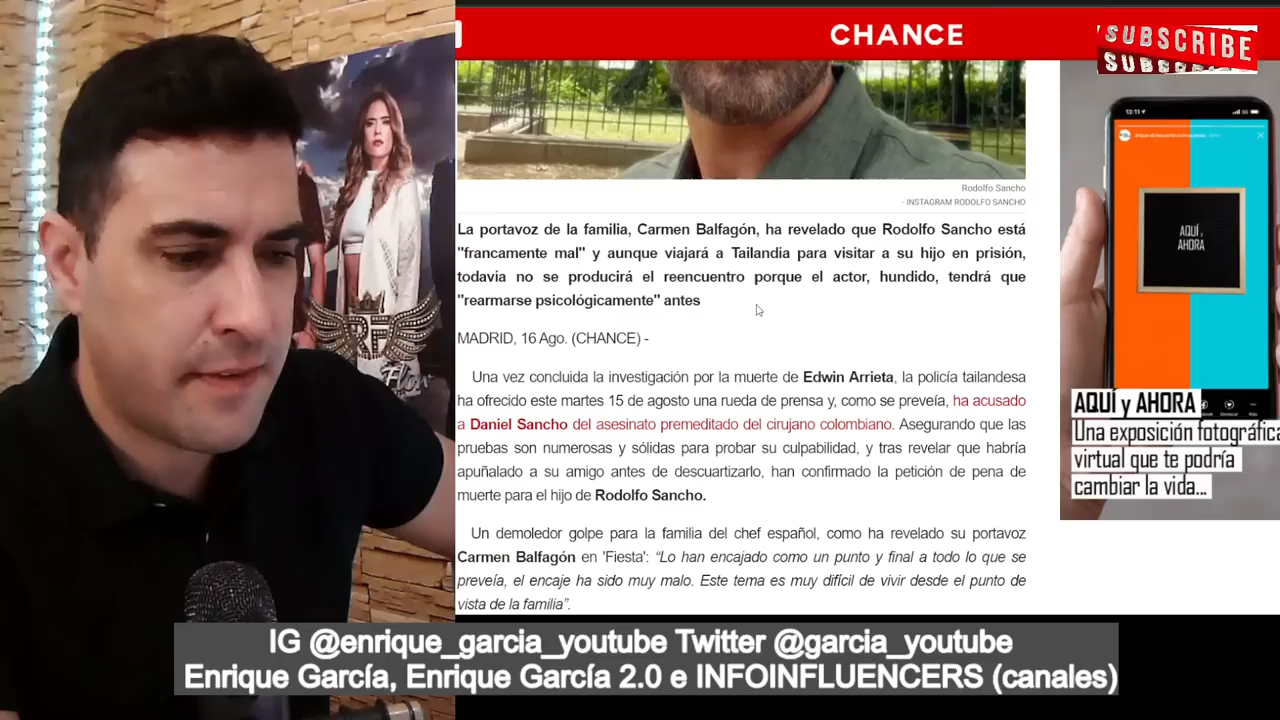 CHANCE
SUBSCRIBE
SUBSCRIBE
Rodolfo Sancho
- INSTAGRAM RODOLFO SANCHO
La portavoz de la familia, Carmen Balfagón, ha revelado que Rodolfo Sancho está
"francamente mal" y aunque viajará a Tailandia para visitar a su hijo en prisión,
todavía no se producirá el reencuentro porque el actor, hundido, tendrá que
"rearmarse psicológicamente" antes
MADRID, 16 Ago. (CHANCE) -
Una vez concluida la investigación por la muerte de Edwin Arrieta, la policía tailandesa
ha ofrecido este martes 15 de agosto una rueda de prensa y, como se preveía, ha acusado
a Daniel Sancho del asesinato premeditado del cirujano colombiano. Asegurando que las
pruebas son numerosas y sólidas para probar su culpabilidad, y tras revelar que habría
apuñalado a su amigo antes de descuartizarlo, han confirmado la petición de pena de
muerte para el hijo de Rodolfo Sancho.
Un demoledor golpe para la familia del chef español, como ha revelado su portavoz
Carmen Balfagón en 'Fiesta': “Lo han encajado como un punto y final a todo lo que se
preveía, el encaje ha sido muy malo. Este tema es muy difícil de vivir desde el punto de
vista de la familia”.
13:11
AQUÍ y
AHORA
AQUÍ y AHORA
Una exposición fotográfica
virtual que te podría
cambiar la vida...
RF
Flow
IG @enrique_garcia_youtube Twitter @garcia_youtube
Enrique García, Enrique García 2.0 e INFOINFLUENCERS (canales)